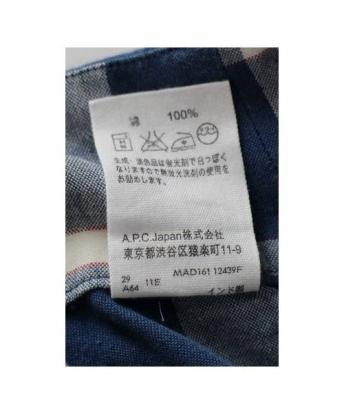 綿 100%
生成・淡色品は蛍光剤で白っぽく
なりますので無蛍光洗剤の使用を
お勧めします。
A.P.C.Japan株式会社
東京都渋谷区猿楽町11-9
29 MAD16112439F
A64 11E インド製